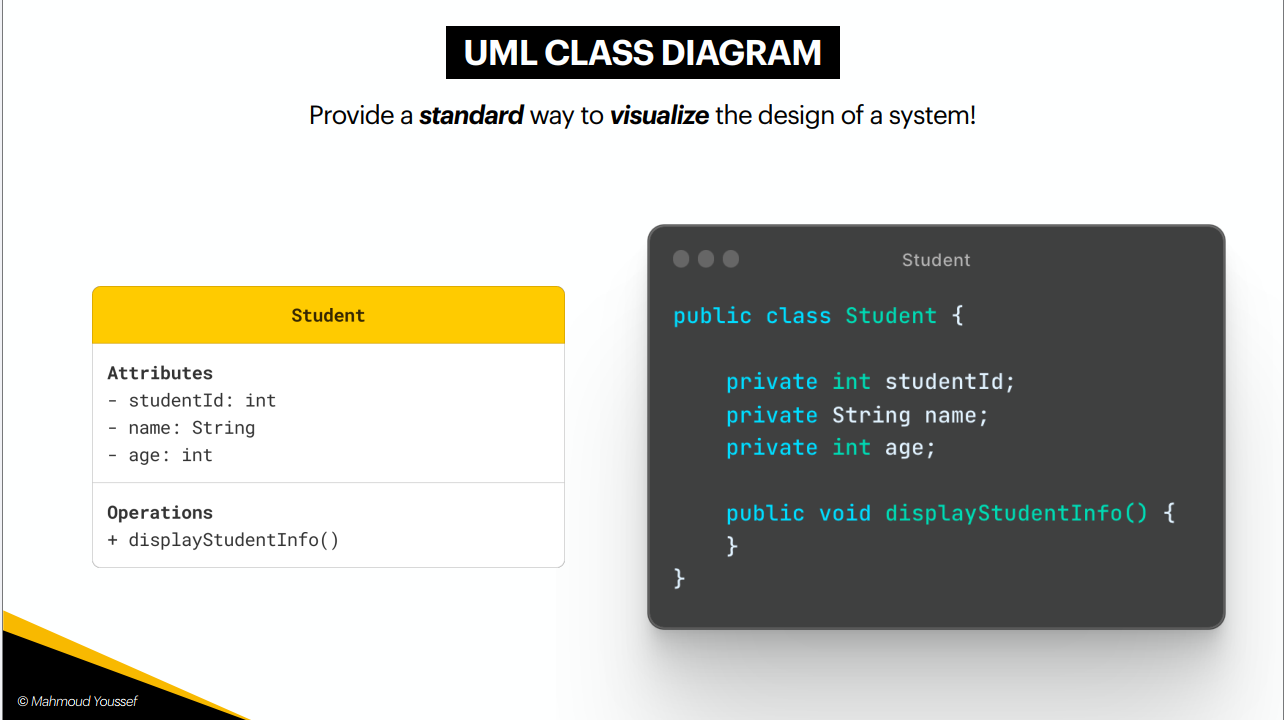 UML CLASS DIAGRAM
Provide a standard way to visualize the design of a system!
Student
Attributes
- studentId: int
- name: String
- age: int
Operations
+ displayStudentInfo()
Student
public class Student {
private int studentId;
private String name;
private int age;
public void displayStudentInfo() {
}
}
© Mahmoud Youssef